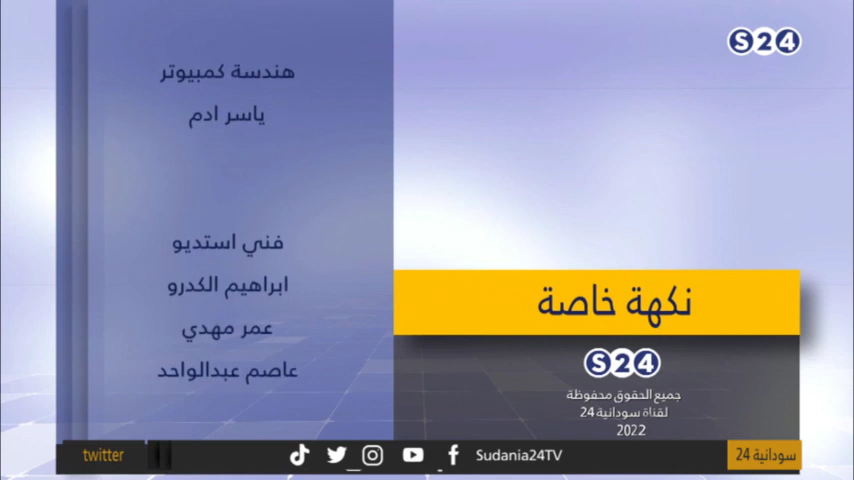 S24
هندسة كمبيوتر
ياسر ادم
فني استديو
ابراهيم الكدرو
عمر مهدي
عاصم عبدالواحد
نكهة خاصة
S24
جميع الحقوق محفوظة
لقناة سودانية 24
2022
twitter
Sudania24TV
سودانية 24